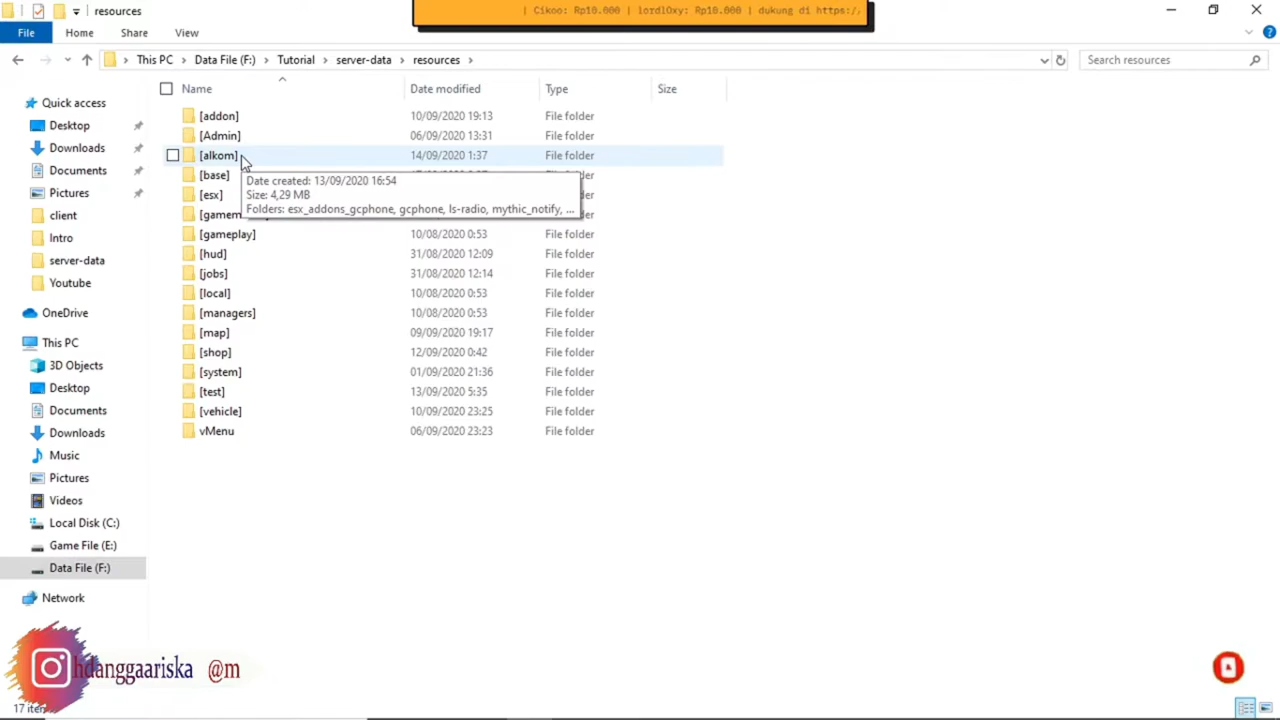 resources
| Cikoo: Rp10.000 | lordlOxy: Rp10.000 | dukung di https:/
File Home Share View
This PC Data File (F:) Tutorial server-data resources
Search resources
Name Date modified Type Size
Quick access
Desktop
Downloads
Documents
Pictures
client
Intro
server-data
Youtube
OneDrive
This PC
3D Objects
Desktop
Documents
Downloads
Music
Pictures
Videos
Local Disk (C:)
Game File (E:)
Data File (F:)
Network
[addon] 10/09/2020 19:13 File folder
[Admin] 06/09/2020 13:31 File folder
[alkom] 14/09/2020 1:37 File folder
[base] File folder
[esx] File folder
File folder
[gameplay] 10/08/2020 0:53 File folder
[hud] 31/08/2020 12:09 File folder
[jobs] 31/08/2020 12:14 File folder
[local] 10/08/2020 0:53 File folder
[managers] 10/08/2020 0:53 File folder
[map] 09/09/2020 19:17 File folder
[shop] 12/09/2020 0:42 File folder
[system] 01/09/2020 21:36 File folder
[test] 13/09/2020 5:35 File folder
[vehicle] 10/09/2020 23:25 File folder
vMenu 06/09/2020 23:23 File folder
Date created: 13/09/2020 16:54
Size: 4,29 MB
Folders: esx_addons_gcphone, gcphone, ls-radio, mythic_notify, ...
hdanggaariska @m
17